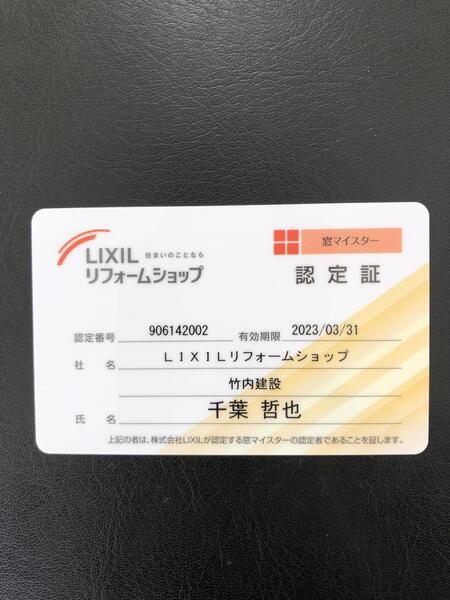 LIXIL 住まいのことなら
リフォームショップ
窓マイスター
認定証
認定番号 906142002 有効期限 2023/03/31
社名 LIXILリフォームショップ
竹内建設
氏名 千葉 哲也
上記の者は、株式会社LIXILが認定する窓マイスターの認定者であることを証します。